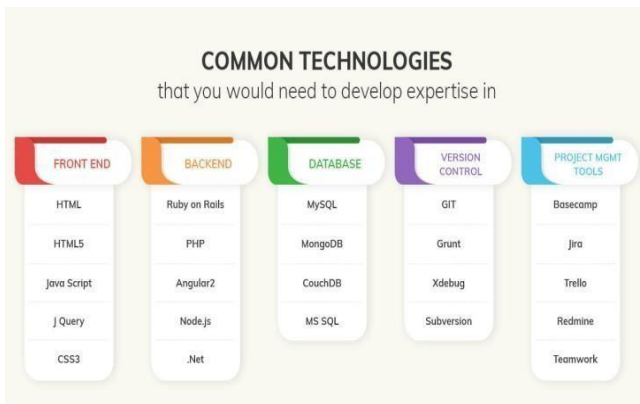 COMMON TECHNOLOGIES
that you would need to develop expertise in
FRONT END
HTML
HTML5
Java Script
J Query
CSS3
BACKEND
Ruby on Rails
PHP
Angular2
Node.js
.Net
DATABASE
MySQL
MongoDB
CouchDB
MS SQL
VERSION
CONTROL
GIT
Grunt
Xdebug
Subversion
PROJECT MGMT
TOOLS
Basecamp
Jira
Trello
Redmine
Teamwork